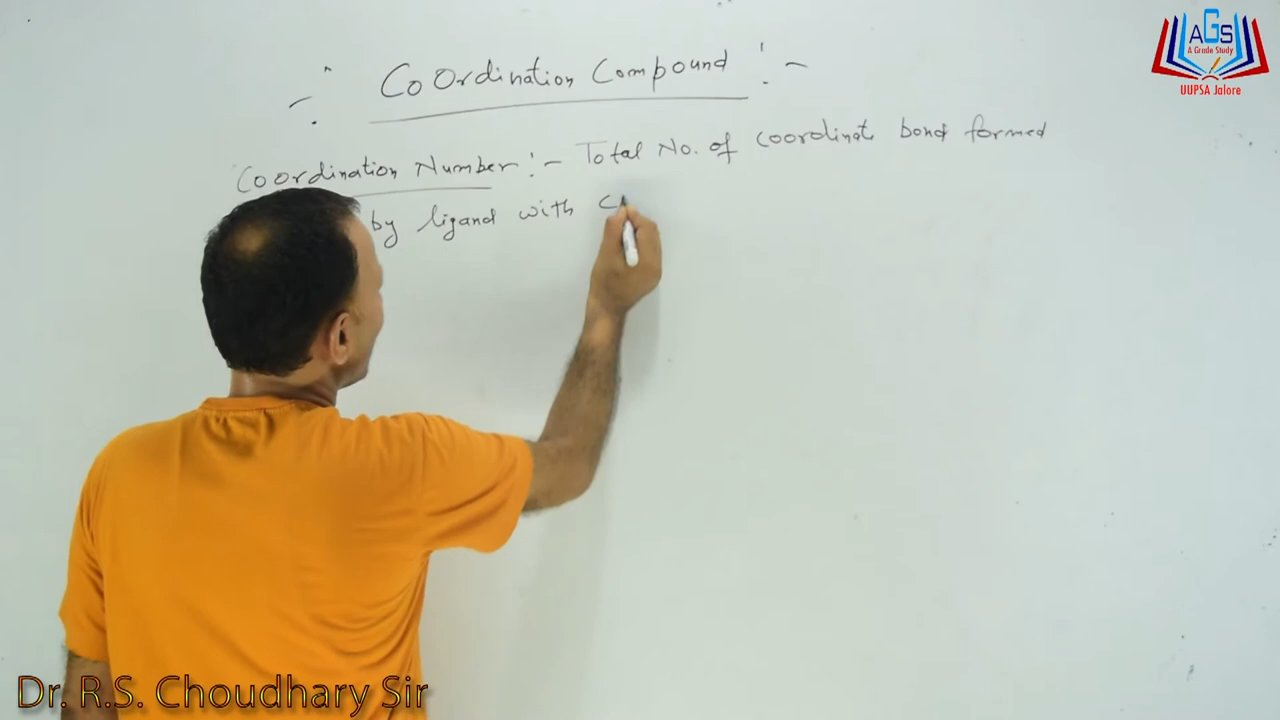 CoOrdination Compound :-
Coordination Number :- Total No. of coordinat bond formed
by ligand with C
AGS
A Grade Study
UUPSA Jalore
Dr. R.S. Choudhary Sir